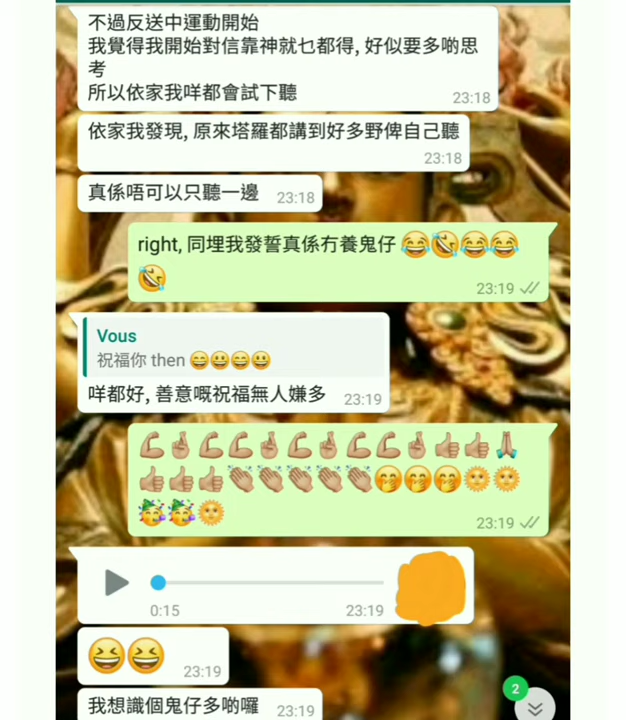 不過反送中運動開始
我覺得我開始對信靠神就乜都得, 好似要多啲思
考
所以依家我咩都會試下聽
23:18
依家我發現, 原來塔羅都講到好多野俾自己聽
23:18
真係唔可以只聽一邊 23:18
right, 同埋我發誓真係冇養鬼仔 😂🤣😂😂
🤣
23:19
Vous
祝福你 then 😄😃😄😃
咩都好, 善意嘅祝福無人嫌多 23:19
💪🏼🤞🏼💪🏼💪🏼🤞🏼💪🏼🤞🏼💪🏼💪🏼🤞🏼👍🏼👍🏼🙏🏼
👍🏼👍🏼👍🏼👏🏼👏🏼👏🏼👏🏼👏🏼🤭🤭🤭🌞🌞
🥳🥳🌞
23:19
0:15 23:19
😆😆 23:19
2
我想識個鬼仔多啲囉 23:19